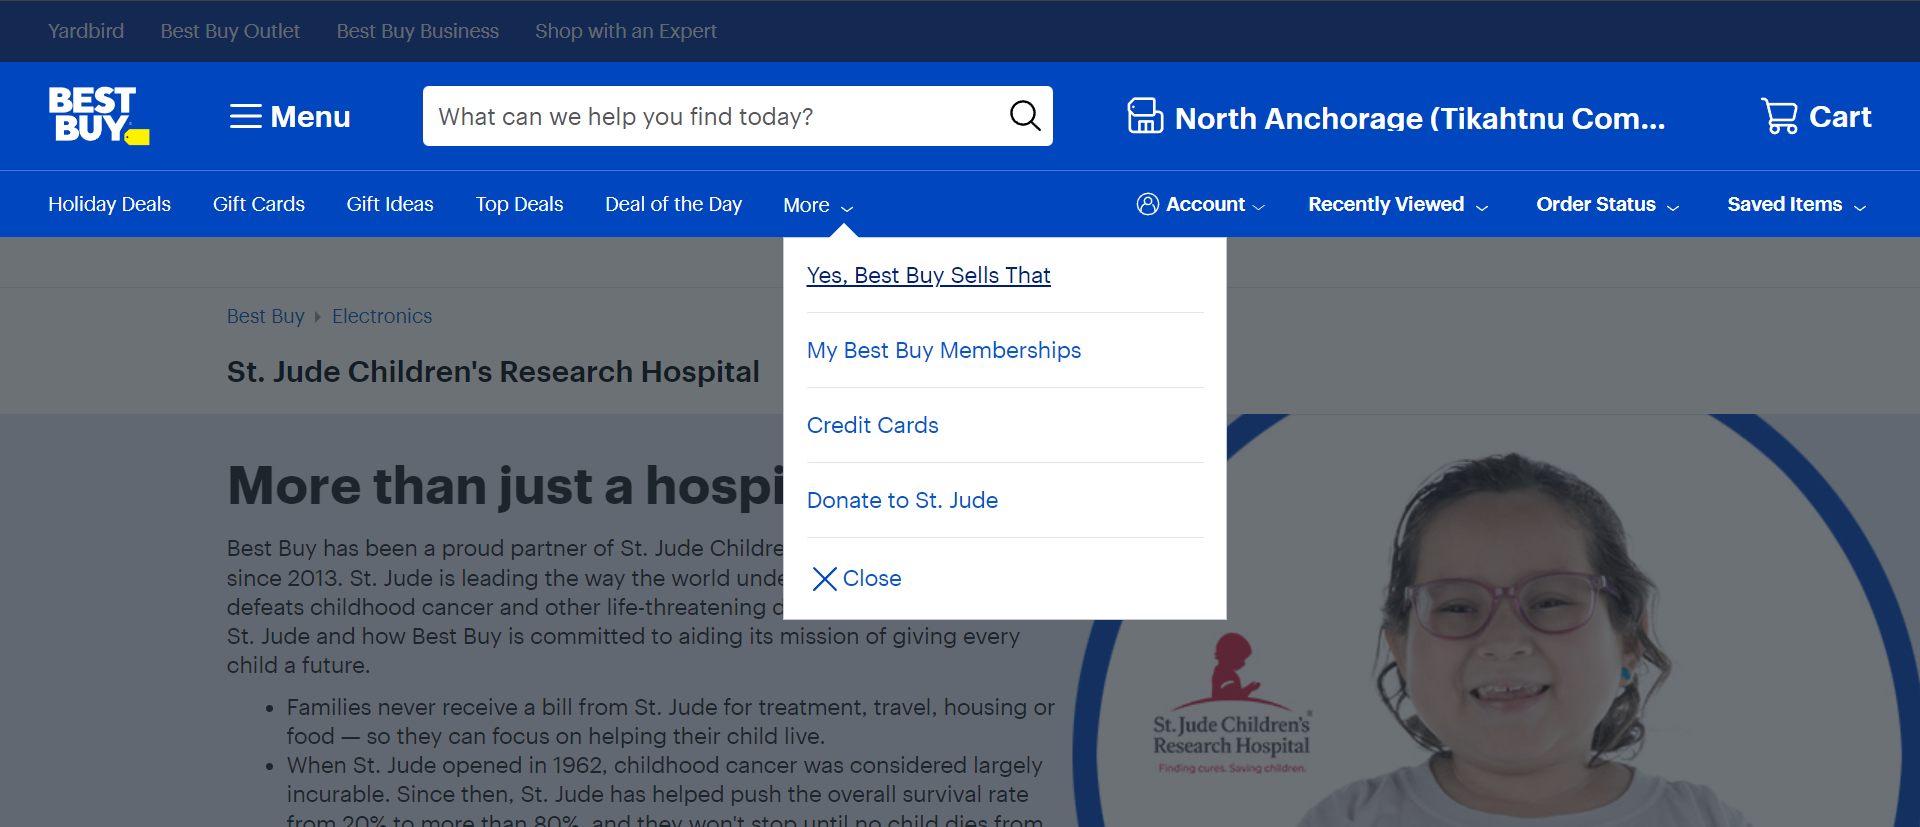 Yardbird Best Buy Outlet Best Buy Business Shop with an Expert
BEST
BUY
Menu
What can we help you find today?
North Anchorage (Tikahtnu Com...
Cart
Holiday Deals Gift Cards Gift Ideas Top Deals Deal of the Day More
Account Recently Viewed Order Status Saved Items
Yes, Best Buy Sells That
My Best Buy Memberships
Credit Cards
Donate to St. Jude
Close
Best Buy Electronics
St. Jude Children's Research Hospital
More than just a hospi
Best Buy has been a proud partner of St. Jude Childre
since 2013. St. Jude is leading the way the world unde
defeats childhood cancer and other life-threatening d
St. Jude and how Best Buy is committed to aiding its mission of giving every
child a future.
• Families never receive a bill from St. Jude for treatment, travel, housing or
food — so they can focus on helping their child live.
• When St. Jude opened in 1962, childhood cancer was considered largely
incurable. Since then, St. Jude has helped push the overall survival rate
from 20% to more than 80%, and they won't stop until no child dies from
St. Jude Children's
Research Hospital
Finding cures. Saving children.